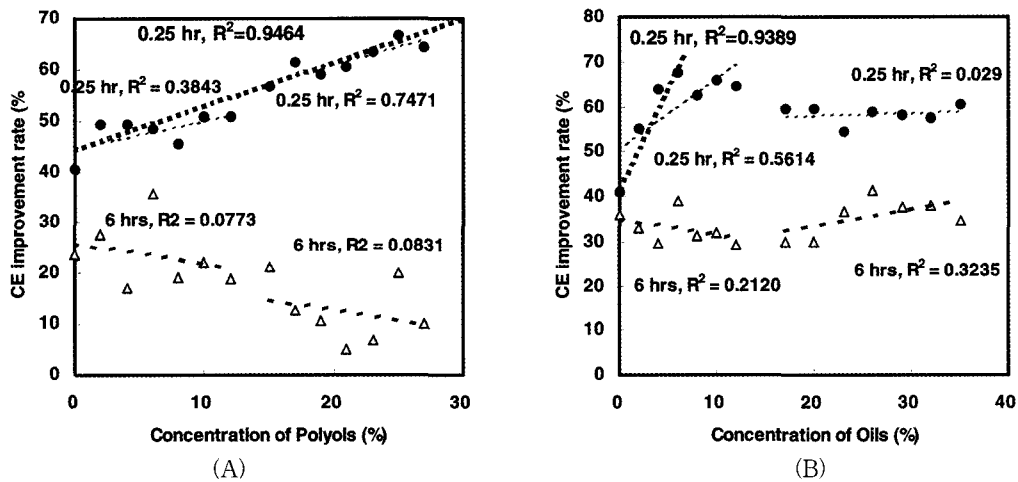 70
60
50
40
30
20
10
0
CE improvement rate (%
0.25 hr, R²=0.9464
0.25 hr, R² = 0.3843
0.25 hr, R² = 0.7471
6 hrs, R2 = 0.0773
6 hrs, R2 = 0.0831
0 10 20 30
Concentration of Polyols (%)
(A)
80
70
60
50
40
30
20
10
0
CE improvement rate (%
0.25 hr, R²=0.9389
0.25 hr, R² = 0.029
0.25 hr, R² = 0.5614
6 hrs, R² = 0.2120
6 hrs, R² = 0.3235
0 10 20 30 40
Concentration of Oils (%)
(B)